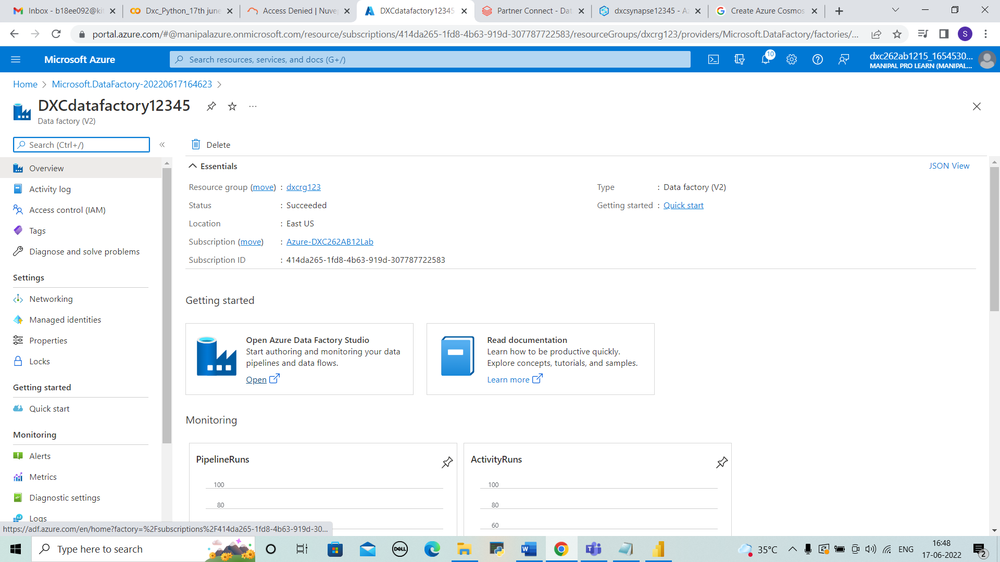 Inbox - b18ee092@kit
Dxc_Python_17th june
Access Denied | Nuvep
DXCdatafactory12345
Partner Connect - Dat
dxcsynapse12345 - Az
Create Azure Cosmos
portal.azure.com/#@manipalazure.onmicrosoft.com/resource/subscriptions/414da265-1fd8-4b63-919d-307787722583/resourceGroups/dxcrg123/providers/Microsoft.DataFactory/factories/...
S
Microsoft Azure
Search resources, services, and docs (G+/)
10
dxc262ab1215_1654530...
MANIPAL PRO LEARN (MANIPAL...
Home > Microsoft.DataFactory-20220617164623 >
DXCdatafactory12345
Data factory (V2)
Search (Ctrl+/)
Delete
Overview
Activity log
Access control (IAM)
Tags
Diagnose and solve problems
Settings
Networking
Managed identities
Properties
Locks
Getting started
Quick start
Monitoring
Alerts
Metrics
Diagnostic settings
Logs
Essentials
JSON View
Resource group (move) : dxcrg123
Status : Succeeded
Location : East US
Subscription (move) : Azure-DXC262AB12Lab
Subscription ID : 414da265-1fd8-4b63-919d-307787722583
Type : Data factory (V2)
Getting started : Quick start
Getting started
Open Azure Data Factory Studio
Start authoring and monitoring your data
pipelines and data flows.
Open
Read documentation
Learn how to be productive quickly.
Explore concepts, tutorials, and samples.
Learn more
Monitoring
PipelineRuns
100
80
ActivityRuns
100
80
60
https://adf.azure.com/en/home?factory=%2Fsubscriptions%2F414da265-1fd8-4b63-919d-30...
Type here to search
DELL
35°C
ENG
16:48
17-06-2022
2